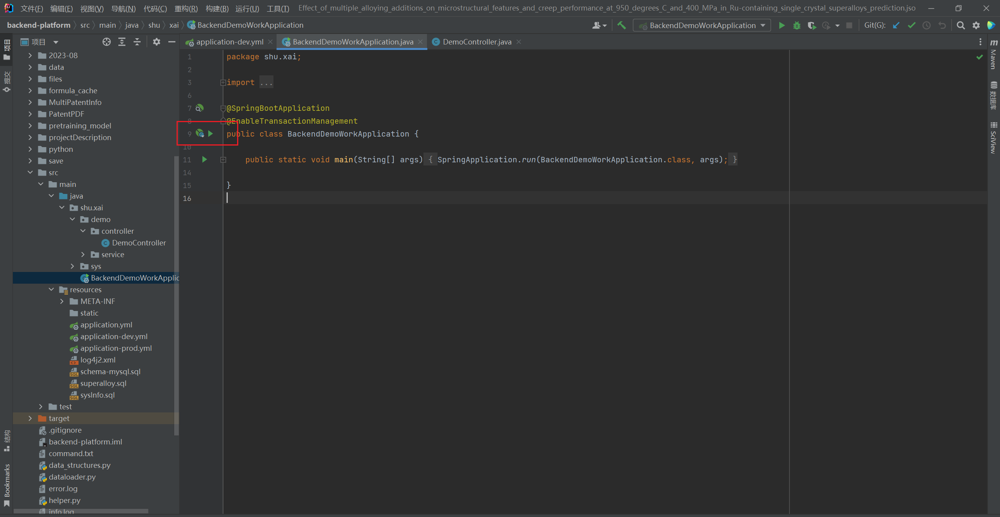 文件(F) 编辑(E) 视图(V) 导航(N) 代码(C) 重构(R) 构建(B) 运行(U) 工具(T) Effect_of_multiple_alloying_additions_on_microstructural_features_and_creep_performance_at_950_degrees_C_and_400_MPa_in_Ru-containing_single_crystal_superalloys_prediction.jso
backend-platform src main java shu xai BackendDemoWorkApplication BackendDemoWorkApplication Git(G):
项目
application-dev.yml BackendDemoWorkApplication.java DemoController.java
项目
提交
结构
Bookmarks
2023-08
data
files
formula_cache
MultiPatentInfo
PatentPDF
pretraining_model
projectDescription
python
save
src
main
java
shu.xai
demo
controller
DemoController
service
sys
BackendDemoWorkApplic
resources
META-INF
static
application.yml
application-dev.yml
application-prod.yml
log4j2.xml
schema-mysql.sql
superalloy.sql
sysInfo.sql
test
target
.gitignore
backend-platform.iml
command.txt
data_structures.py
dataloader.py
error.log
helper.py
info.log
1 package shu.xai;
2
3 import ...
6
7 @SpringBootApplication
8 @EnableTransactionManagement
9 public class BackendDemoWorkApplication {
10
11 public static void main(String[] args) { SpringApplication.run(BackendDemoWorkApplication.class, args); }
14
15 }
16
Maven
数据库
SciView